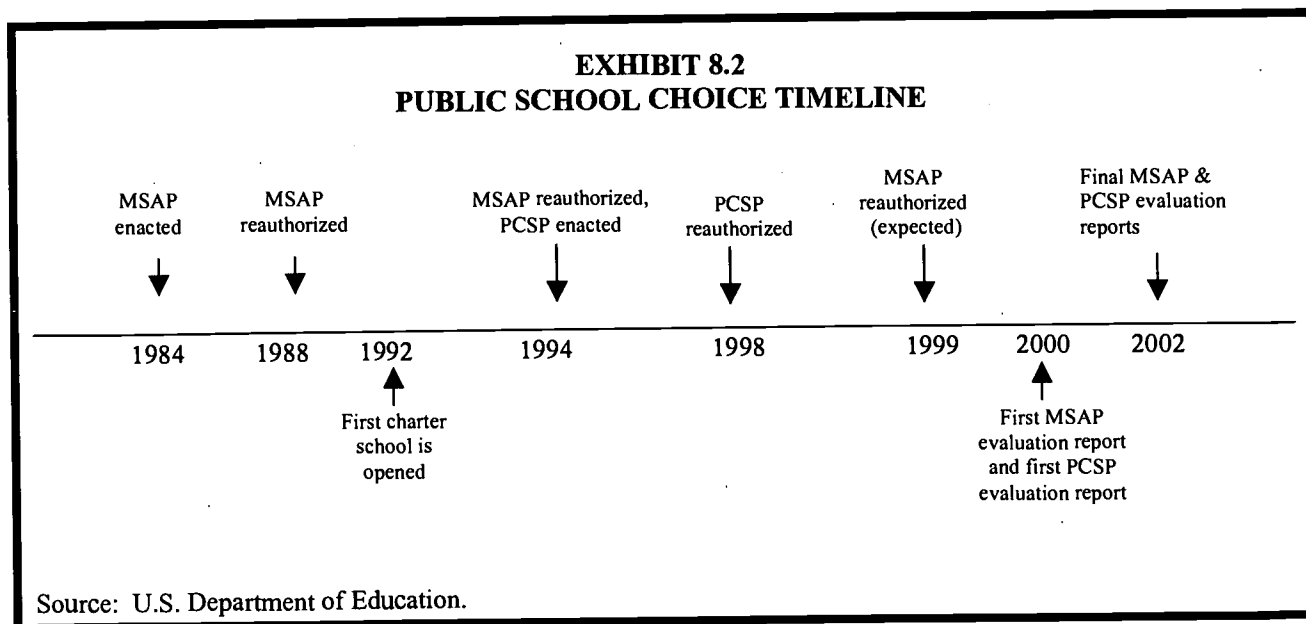 EXHIBIT 8.2
PUBLIC SCHOOL CHOICE TIMELINE
MSAP
enacted
MSAP
reauthorized
MSAP reauthorized,
PCSP enacted
PCSP
reauthorized
MSAP
reauthorized
(expected)
Final MSAP &
PCSP evaluation
reports
1984 1988 1992 1994 1998 1999 2000 2002
First charter
school is
opened
First MSAP
evaluation report
and first PCSP
evaluation report
Source: U.S. Department of Education.